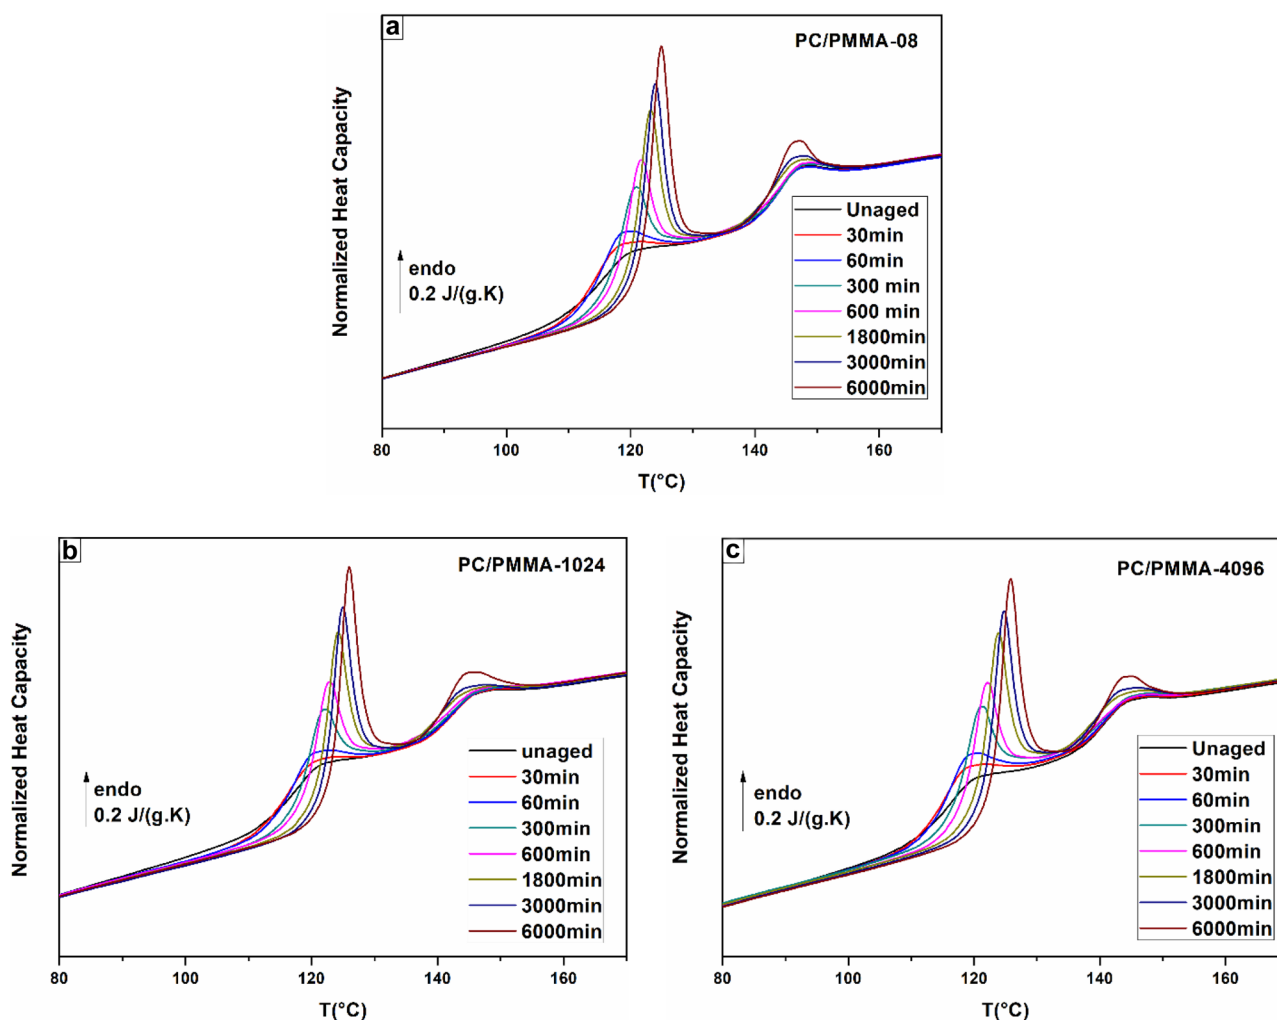 a
PC/PMMA-08
Normalized Heat Capacity
endo
0.2 J/(g.K)
Unaged
30min
60min
300 min
600 min
1800min
3000min
6000min
80
100
120
140
160
T(°C)
b
PC/PMMA-1024
Normalized Heat Capacity
endo
0.2 J/(g.K)
unaged
30min
60min
300min
600min
1800min
3000min
6000min
80
100
120
140
160
T(°C)
c
PC/PMMA-4096
Normalized Heat Capacity
endo
0.2 J/(g.K)
Unaged
30min
60min
300min
600min
1800min
3000min
6000min
80
100
120
140
160
T(°C)